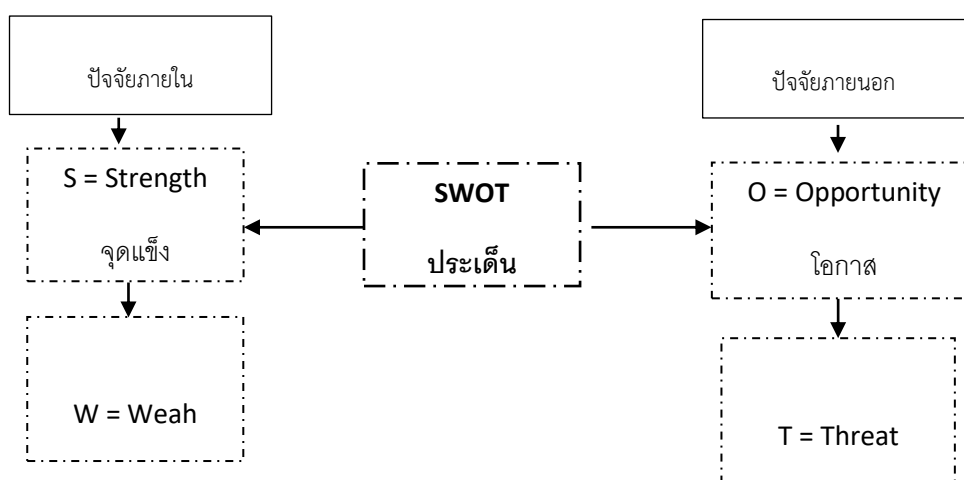 ปัจจัยภายใน
ปัจจัยภายนอก
S = Strength
จุดแข็ง
SWOT
ประเด็น
O = Opportunity
โอกาส
W = Weah
T = Threat